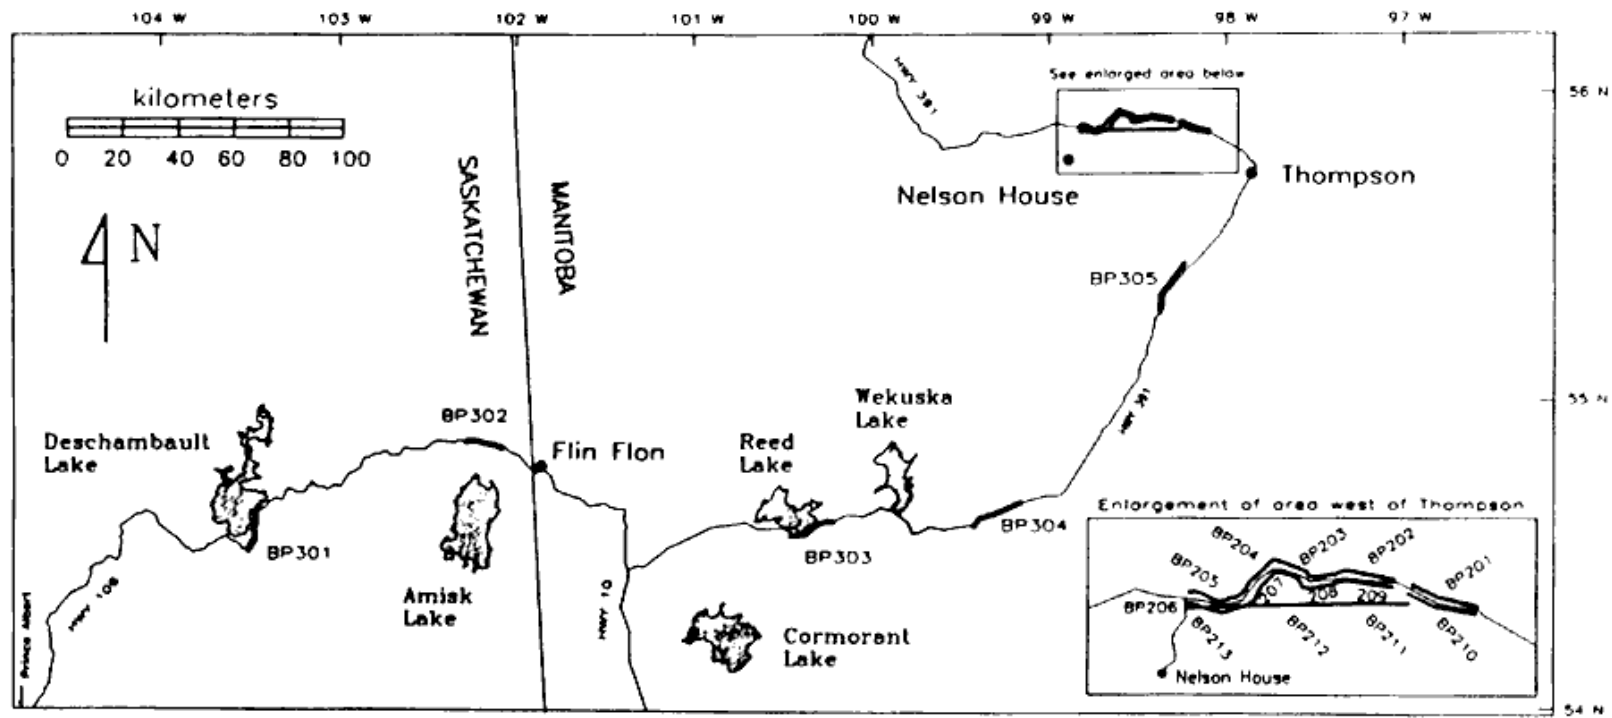 104 W 103 W 102 W 101 W 100 W 99 W 98 W 97 W
kilometers
0 20 40 60 80 100
N
SASKATCHEWAN
MANITOBA
HWY 391
See enlarged area below
56 N
Nelson House
Thompson
BP305
HWY 391
55 N
Deschambault
Lake
BP301
BP302
Flin Flon
Amisk
Lake
Reed
Lake
BP303
Wekuska
Lake
BP304
Cormorant
Lake
HWY 106
HWY 10
Prince Albert
Enlargement of area west of Thompson
BP204
BP203
BP202
BP201
BP205
BP206
207
208
209
BP213
BP212
BP211
BP210
Nelson House
54 N